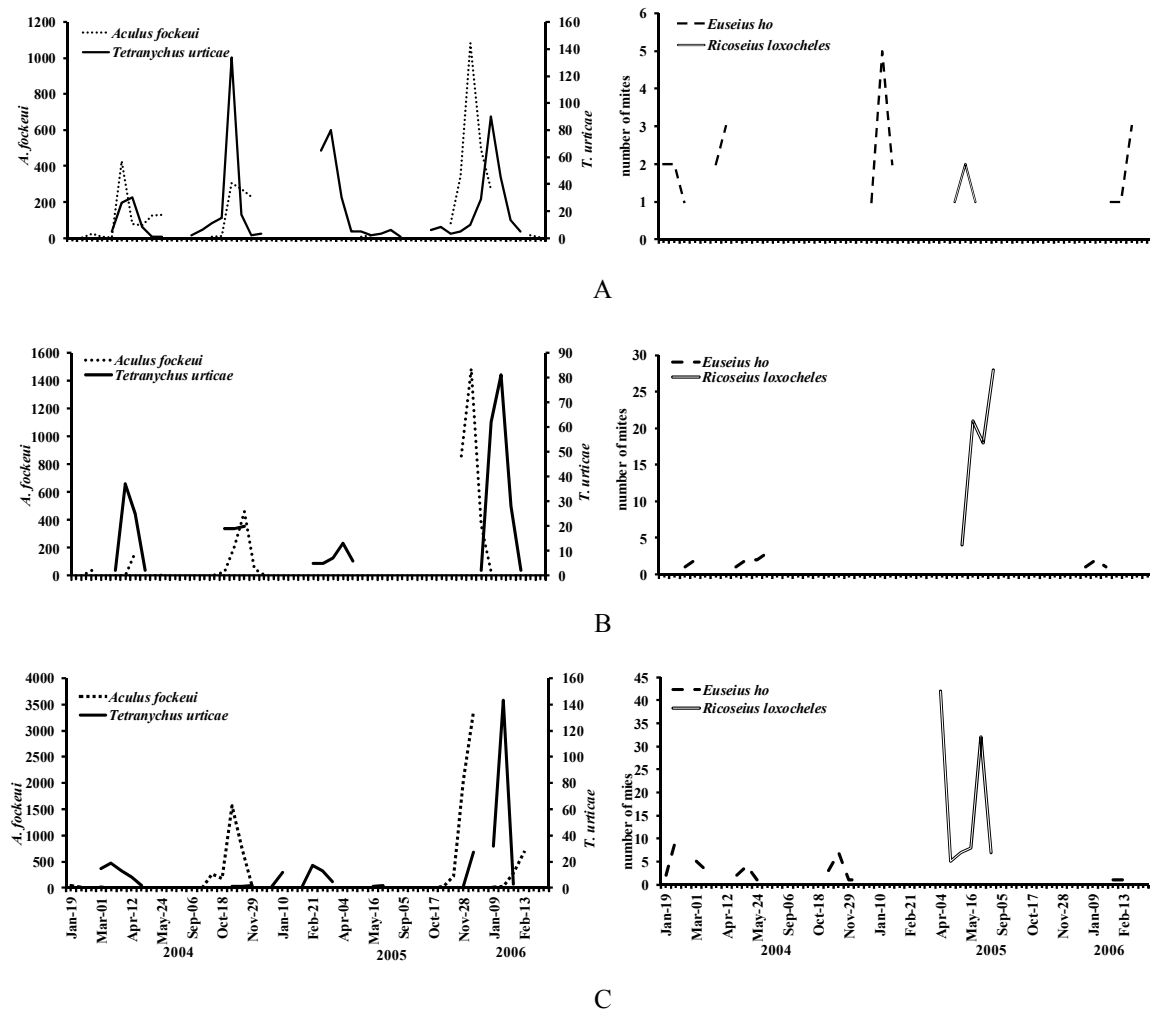 1200
1000
800
600
400
200
0
A. fockeui
Aculus fockeui
Tetranychus urticae
160
140
120
100
80
60
40
20
0
T. urticae
6
5
4
3
2
1
0
number of mites
Euseius ho
Ricoseius loxocheles
A
1600
1400
1200
1000
800
600
400
200
0
A. fockeui
Aculus fockeui
Tetranychus urticae
90
80
70
60
50
40
30
20
10
0
T. urticae
30
25
20
15
10
5
0
number of mites
Euseius ho
Ricoseius loxocheles
B
4000
3500
3000
2500
2000
1500
1000
500
0
A. fockeui
Aculus fockeui
Tetranychus urticae
160
140
120
100
80
60
40
20
0
T. urticae
Jan-19 Mar-01 Apr-12 May-24 Sep-06 Oct-18 Nov-29 Jan-10 Feb-21 Apr-04 May-16 Sep-05 Oct-17 Nov-28 Jan-09 Feb-13
2004 2005 2006
45
40
35
30
25
20
15
10
5
0
number of mies
Euseius ho
Ricoseius loxocheles
Jan-19 Mar-01 Apr-12 May-24 Sep-06 Oct-18 Nov-29 Jan-10 Feb-21 Apr-04 May-16 Sep-05 Oct-17 Nov-28 Jan-09 Feb-13
2004 2005 2006
C